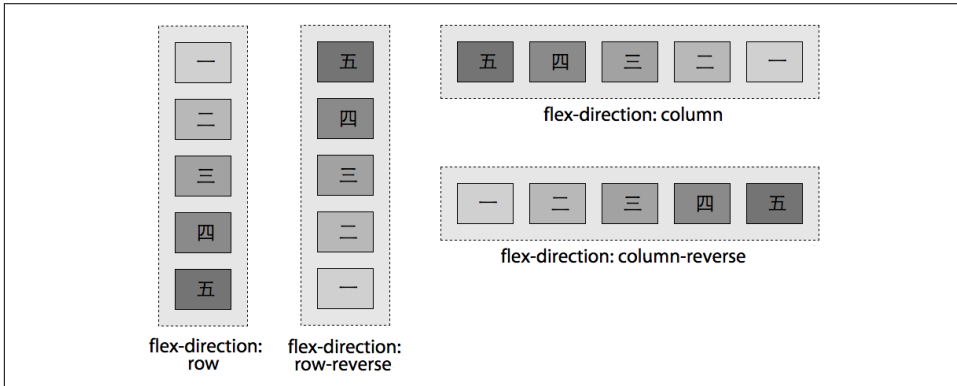 一
二
三
四
五
flex-direction:
row
五
四
三
二
一
flex-direction:
row-reverse
五 四 三 二 一
flex-direction: column
一 二 三 四 五
flex-direction: column-reverse